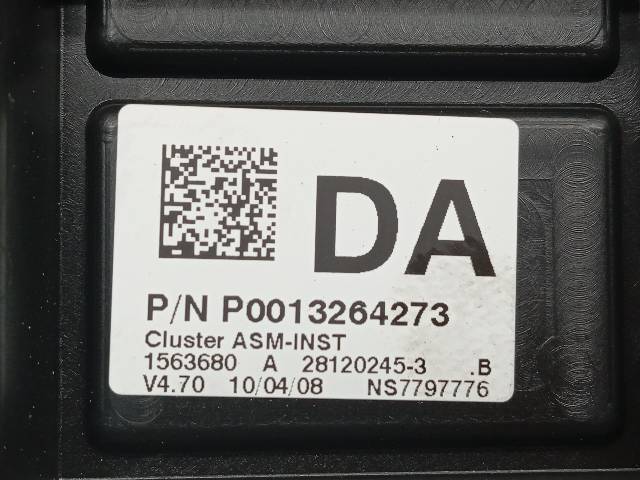 DA
P/N P0013264273
Cluster ASM-INST
1563680 A 28120245-3 .B
V4.70 10/04/08 NS7797776